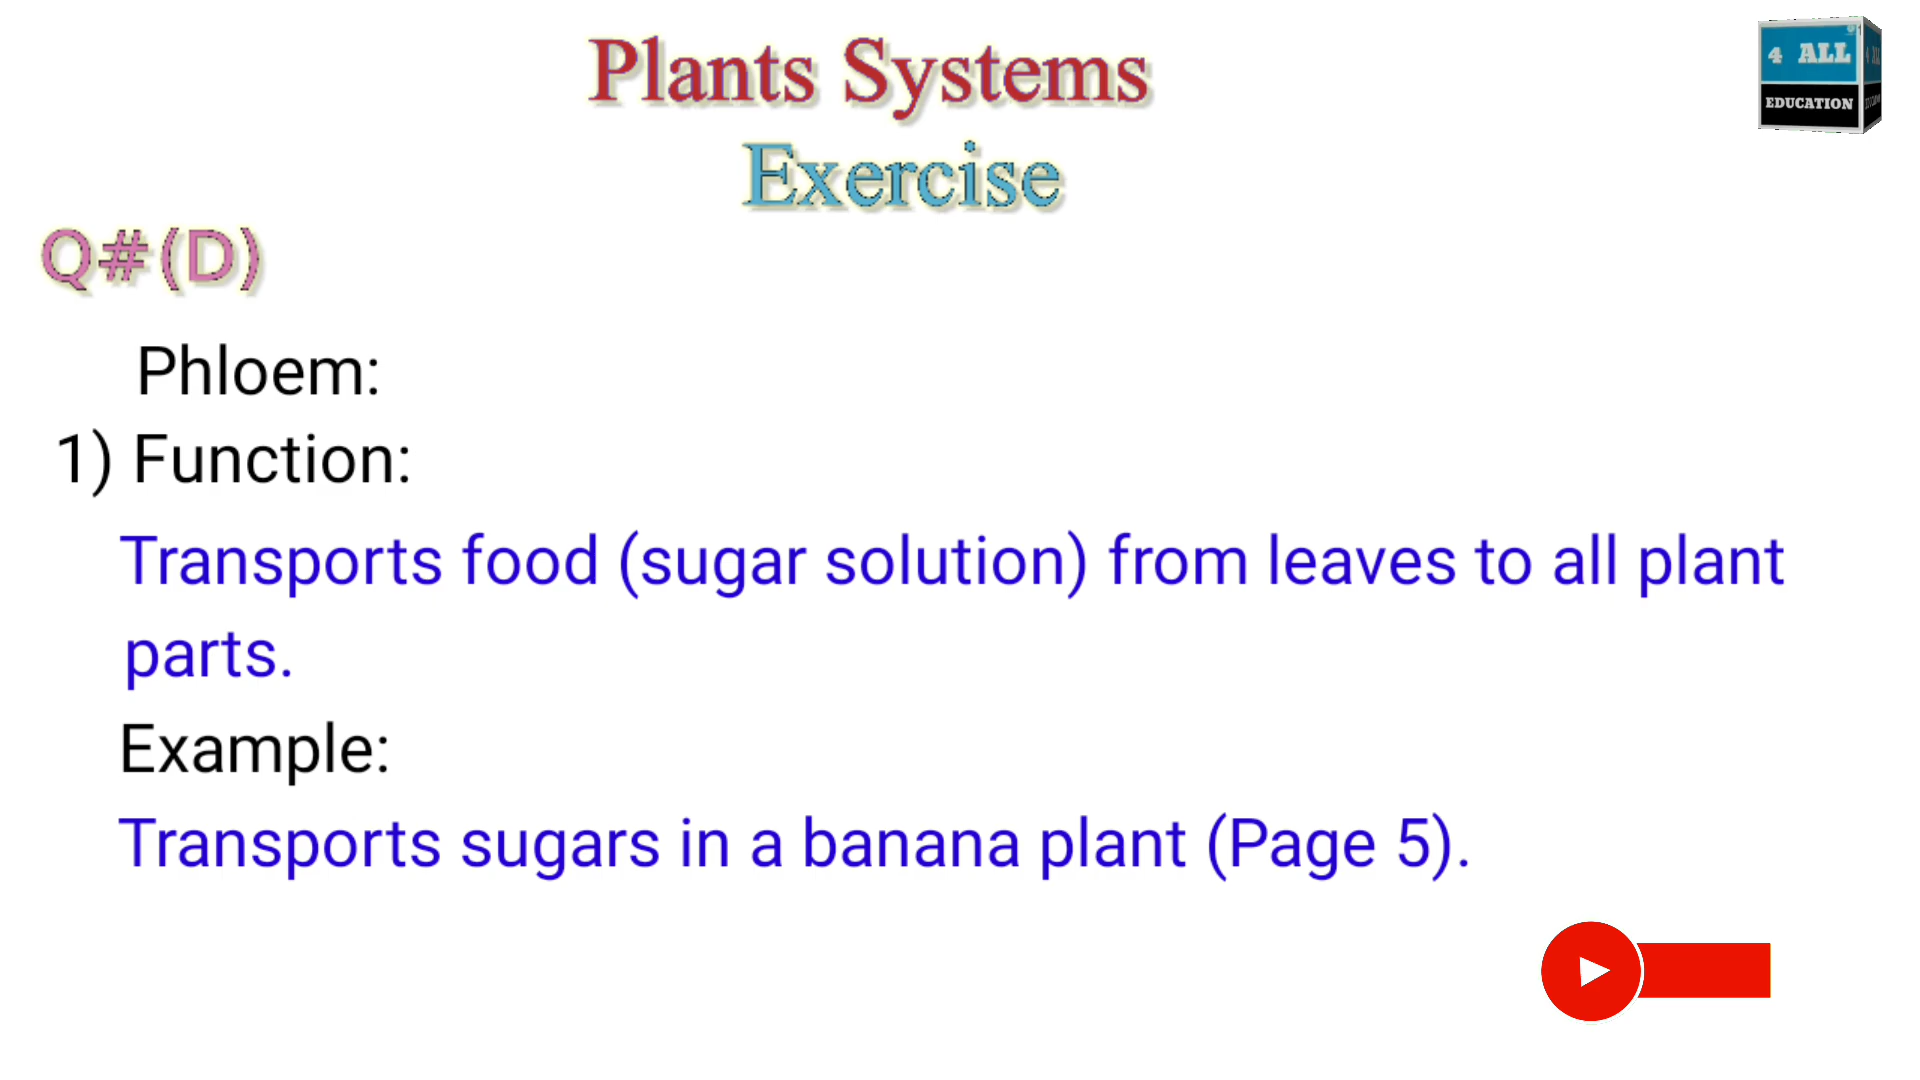 Plants Systems
4 ALL
EDUCATION
Exercise
Q#(D)
Phloem:
1) Function:
Transports food (sugar solution) from leaves to all plant
parts.
Example:
Transports sugars in a banana plant (Page 5).